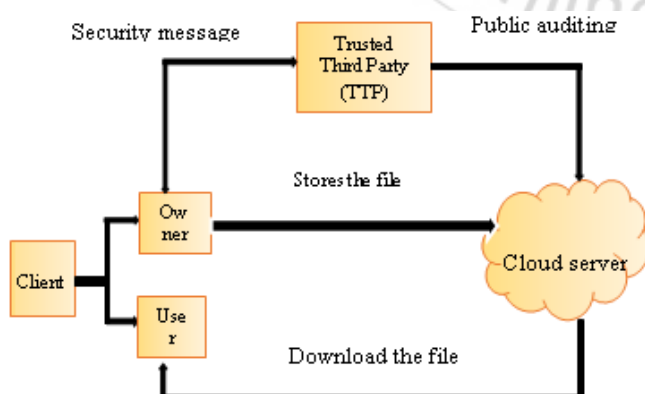 Security message
Public auditing
Trusted
Third Party
(TTP)
Stores the file
Ow
ner
Cloud server
Client
Use
r
Download the file